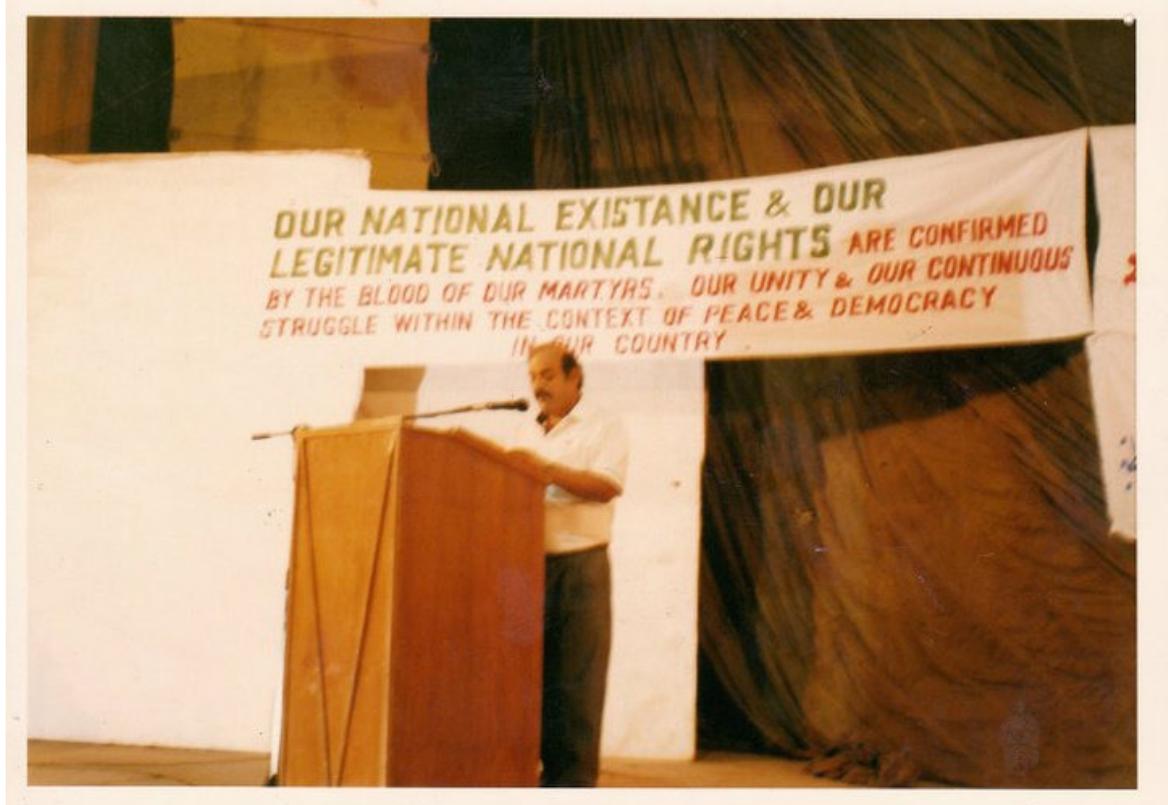 OUR NATIONAL EXISTANCE & OUR
LEGITIMATE NATIONAL RIGHTS ARE CONFIRMED
BY THE BLOOD OF OUR MARTYRS. OUR UNITY & OUR CONTINUOUS
STRUGGLE WITHIN THE CONTEXT OF PEACE & DEMOCRACY
IN OUR COUNTRY.